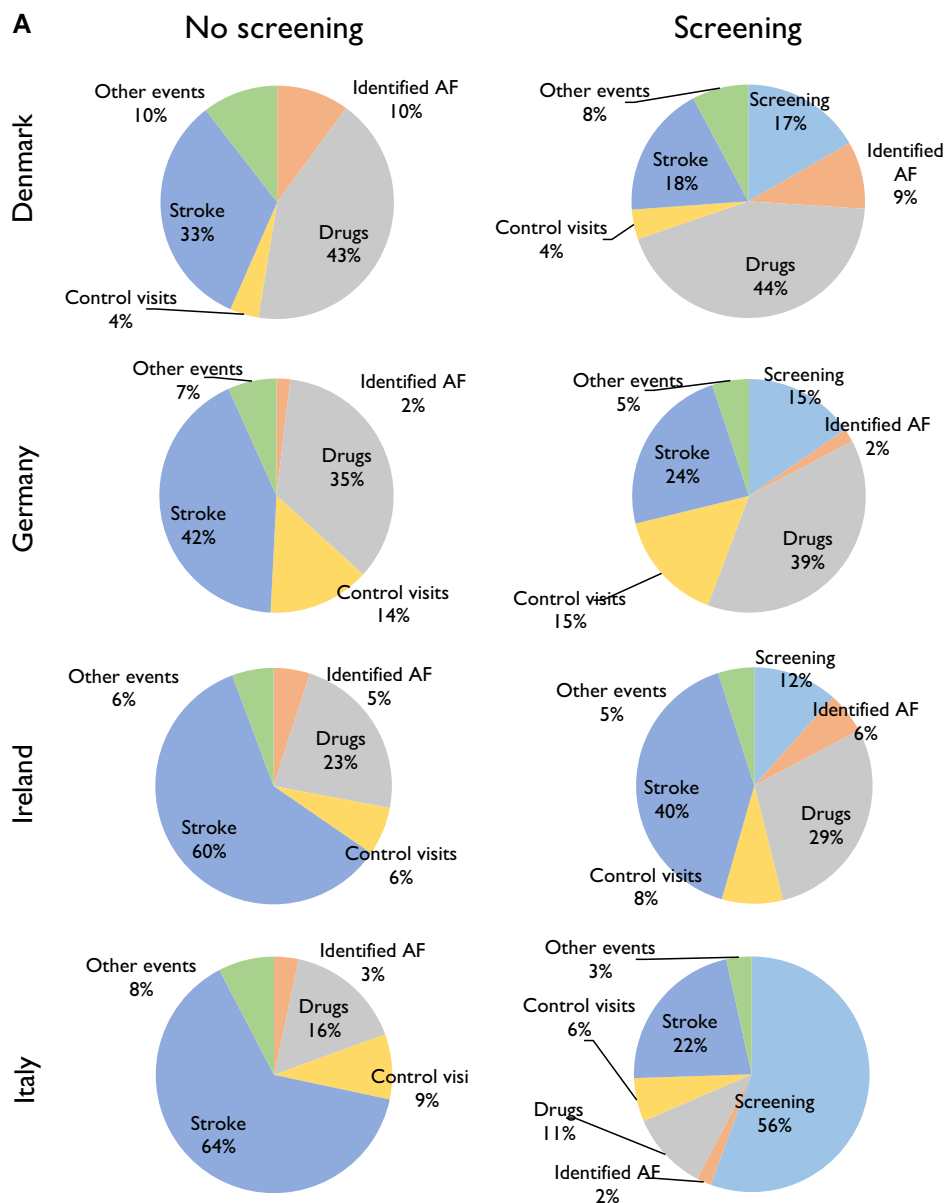 A
No screening
Screening
Denmark
Other events
10%
Identified AF
10%
Stroke
33%
Drugs
43%
Control visits
4%
Other events
8%
Screening
17%
Identified
AF
9%
Stroke
18%
Control visits
4%
Drugs
44%
Germany
Other events
7%
Identified AF
2%
Drugs
35%
Stroke
42%
Control visits
14%
Other events
5%
Screening
15%
Identified AF
2%
Stroke
24%
Drugs
39%
Control visits
15%
Ireland
Other events
6%
Identified AF
5%
Drugs
23%
Stroke
60%
Control visits
6%
Other events
5%
Screening
12%
Identified AF
6%
Stroke
40%
Drugs
29%
Control visits
8%
Italy
Other events
8%
Identified AF
3%
Drugs
16%
Control visi
9%
Stroke
64%
Other events
3%
Control visits
6%
Stroke
22%
Screening
56%
Drugs
11%
Identified AF
2%